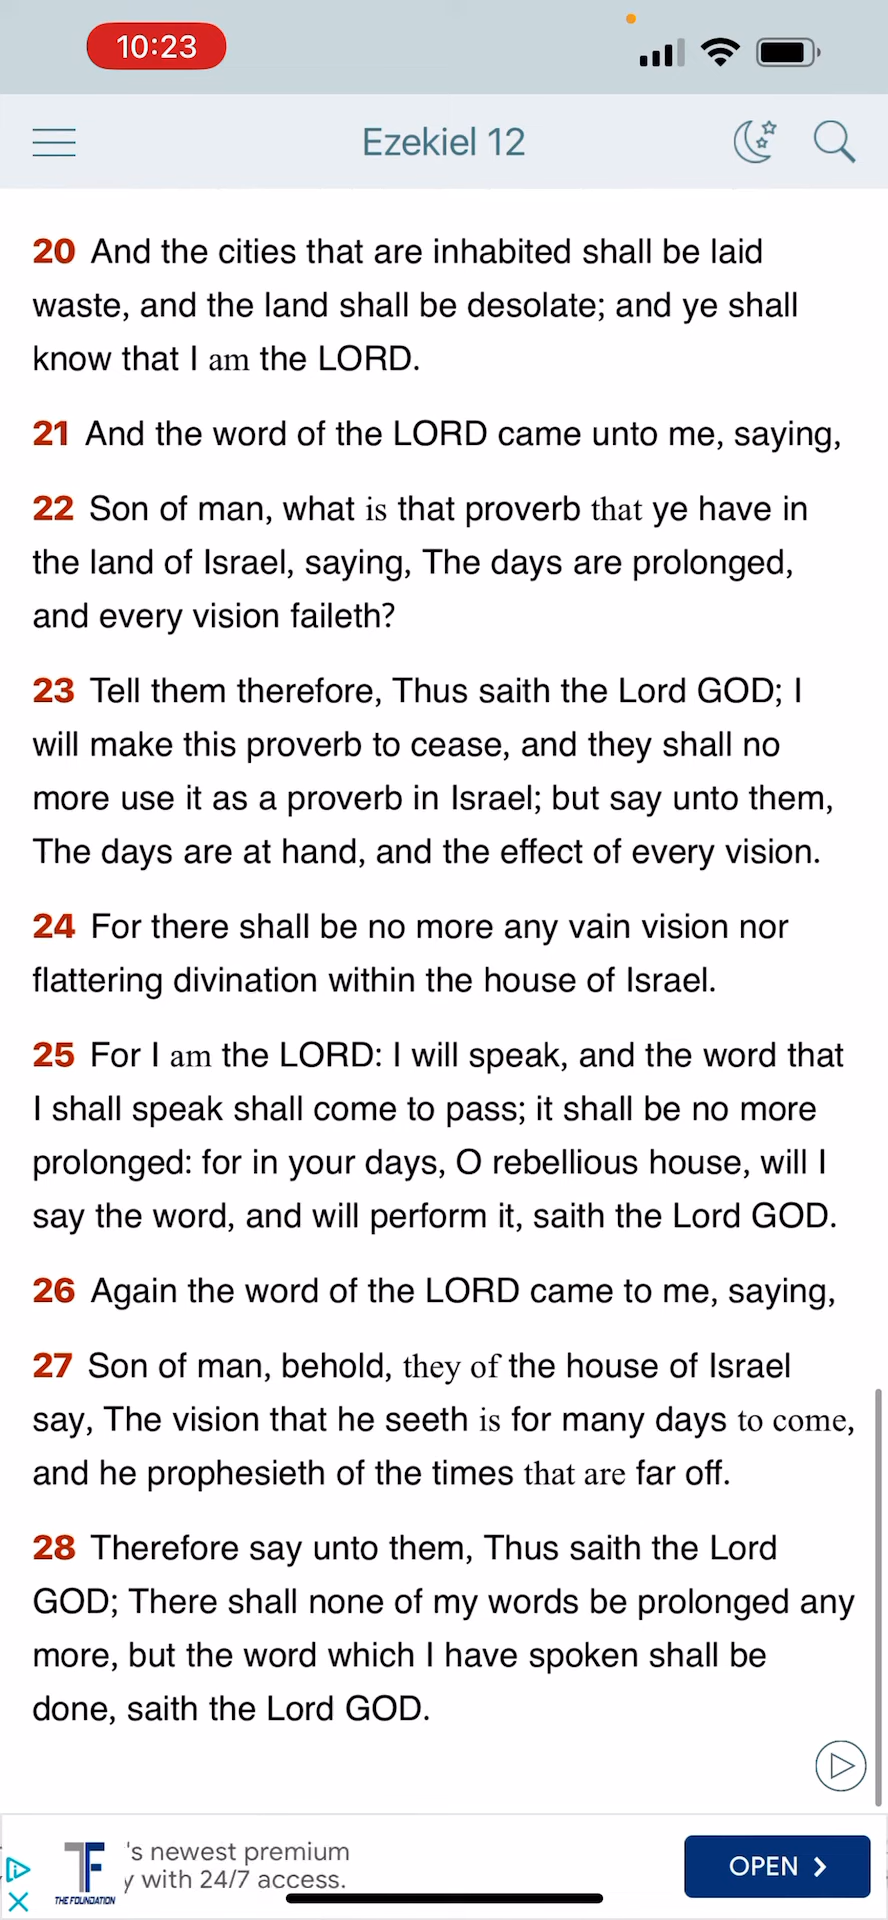 10:23
Ezekiel 12
20 And the cities that are inhabited shall be laid
waste, and the land shall be desolate; and ye shall
know that I am the LORD.
21 And the word of the LORD came unto me, saying,
22 Son of man, what is that proverb that ye have in
the land of Israel, saying, The days are prolonged,
and every vision faileth?
23 Tell them therefore, Thus saith the Lord GOD; I
will make this proverb to cease, and they shall no
more use it as a proverb in Israel; but say unto them,
The days are at hand, and the effect of every vision.
24 For there shall be no more any vain vision nor
flattering divination within the house of Israel.
25 For I am the LORD: I will speak, and the word that
I shall speak shall come to pass; it shall be no more
prolonged: for in your days, O rebellious house, will I
say the word, and will perform it, saith the Lord GOD.
26 Again the word of the LORD came to me, saying,
27 Son of man, behold, they of the house of Israel
say, The vision that he seeth is for many days to come,
and he prophesieth of the times that are far off.
28 Therefore say unto them, Thus saith the Lord
GOD; There shall none of my words be prolonged any
more, but the word which I have spoken shall be
done, saith the Lord GOD.
's newest premium
y with 24/7 access.
TF
THE FOUNDATION
OPEN